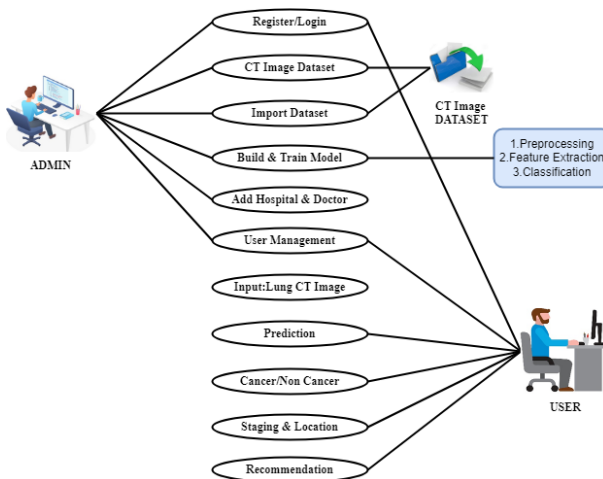 Register/Login
CT Image Dataset
Import Dataset
Build & Train Model
Add Hospital & Doctor
User Management
Input:Lung CT Image
Prediction
Cancer/Non Cancer
Staging & Location
Recommendation
ADMIN
CT Image
DATASET
1.Preprocessing
2.Feature Extraction
3.Classification
USER